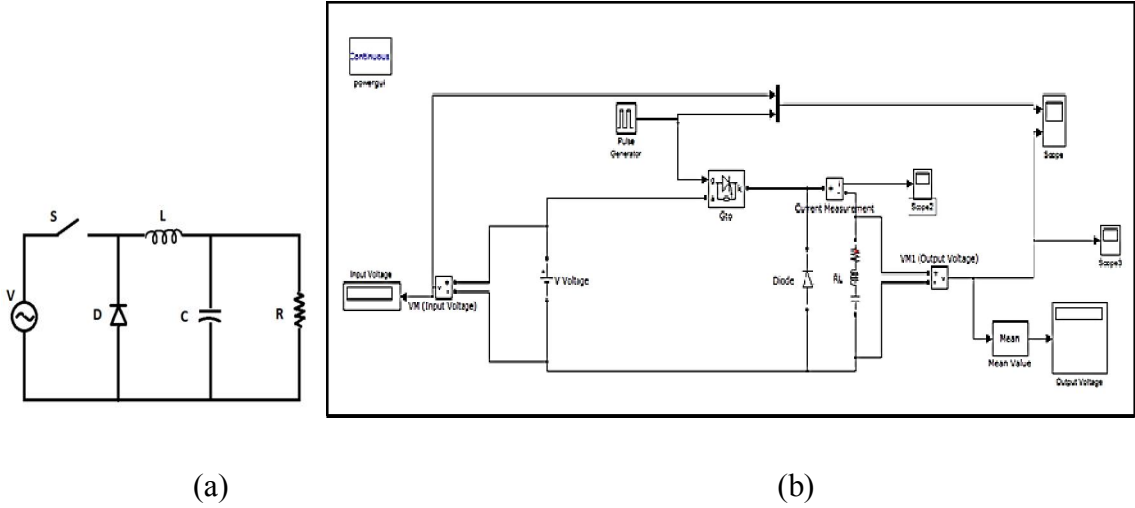 S
L
V
D
C
R
(a)
Continuous
powergui
Pulse
Generator
g
a
k
Gto
Current Measurement
Scope2
Scope
Scope3
Input Voltage
VM (Input Voltage)
V Voltage
Diode
RL
VM1 (Output Voltage)
Mean
Mean Value
Output Voltage
(b)